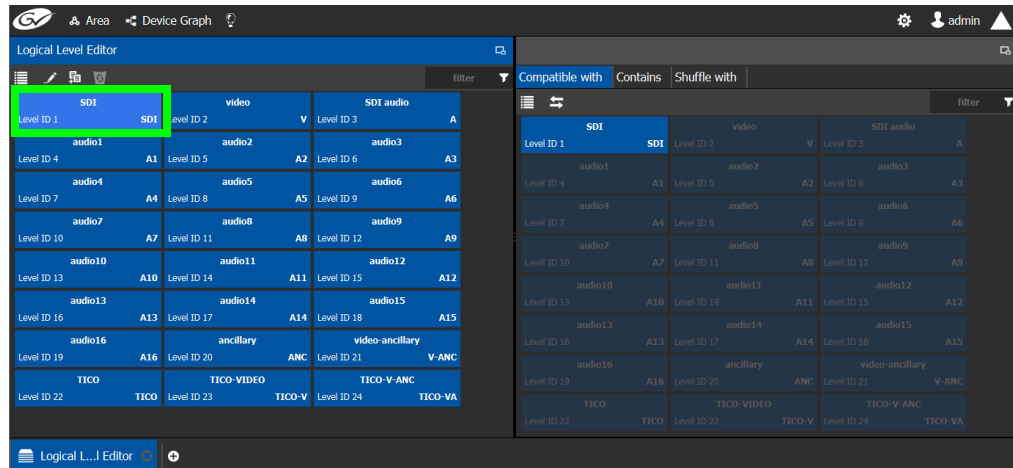 GV Area Device Graph admin
Logical Level Editor
filter
SDI video SDI audio
Level ID 1 SDI Level ID 2 V Level ID 3 A
audio1 audio2 audio3
Level ID 4 A1 Level ID 5 A2 Level ID 6 A3
audio4 audio5 audio6
Level ID 7 A4 Level ID 8 A5 Level ID 9 A6
audio7 audio8 audio9
Level ID 10 A7 Level ID 11 A8 Level ID 12 A9
audio10 audio11 audio12
Level ID 13 A10 Level ID 14 A11 Level ID 15 A12
audio13 audio14 audio15
Level ID 16 A13 Level ID 17 A14 Level ID 18 A15
audio16 ancillary video-ancillary
Level ID 19 A16 Level ID 20 ANC Level ID 21 V-ANC
TICO TICO-VIDEO TICO-V-ANC
Level ID 22 TICO Level ID 23 TICO-V Level ID 24 TICO-VA
Compatible with Contains Shuffle with
filter
SDI video SDI audio
Level ID 1 SDI Level ID 2 V Level ID 3 A
audio1 audio2 audio3
Level ID 4 A1 Level ID 5 A2 Level ID 6 A3
audio4 audio5 audio6
Level ID 7 A4 Level ID 8 A5 Level ID 9 A6
audio7 audio8 audio9
Level ID 10 A7 Level ID 11 A8 Level ID 12 A9
audio10 audio11 audio12
Level ID 13 A10 Level ID 14 A11 Level ID 15 A12
audio13 audio14 audio15
Level ID 16 A13 Level ID 17 A14 Level ID 18 A15
audio16 ancillary video-ancillary
Level ID 19 A16 Level ID 20 ANC Level ID 21 V-ANC
TICO TICO-VIDEO TICO-V-ANC
Level ID 22 TICO Level ID 23 TICO-V Level ID 24 TICO-VA
Logical L...l Editor